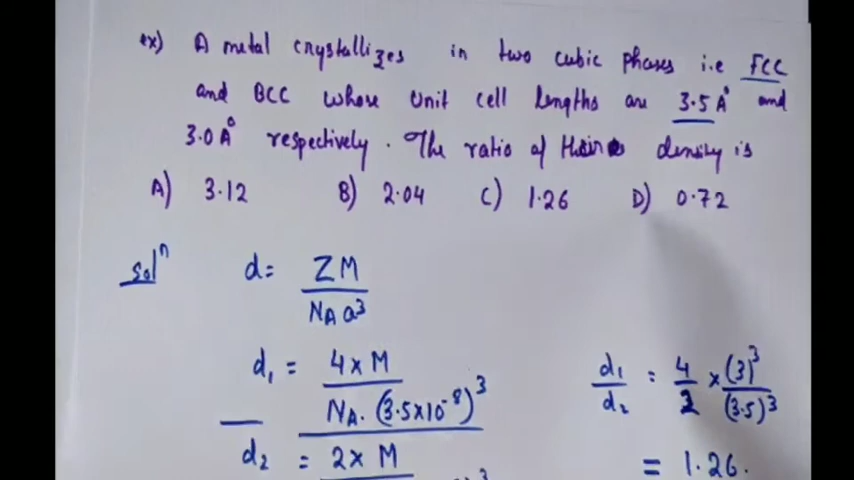 ex) A metal crystallizes in two cubic phases i.e FCC
and BCC whose unit cell lengths are 3.5 A° and
3.0 A° respectively. The ratio of their density is
A) 3.12 B) 2.04 C) 1.26 D) 0.72
solⁿ d = ZM / N_A a³
d₁ = 4 × M / N_A. (3.5×10⁻⁸)³
d₁/d₂ = 4/2 × (3)³/(3.5)³
d₂ = 2 × M
= 1.26.